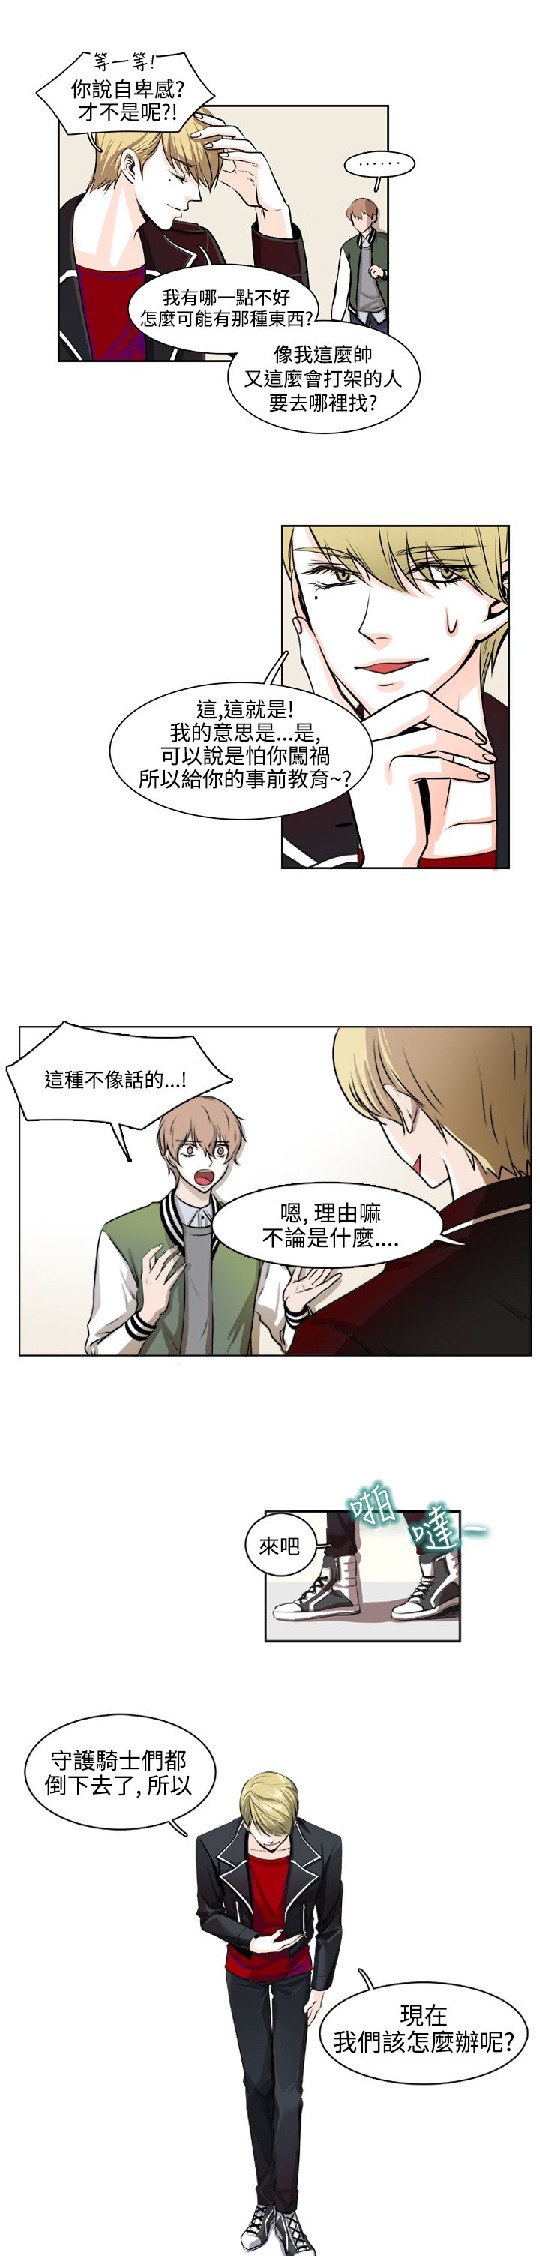 等一等!
你說自卑感?
才不是呢?!
......
我有哪一點不好
怎麼可能有那種東西?
像我這麼帥
又這麼會打架的人
要去哪裡找?
這,這就是!
我的意思是...是,
可以說是怕你闖禍
所以給你的事前教育~?
這種不像話的...!
嗯, 理由嘛
不論是什麼....
啪
噠一
來吧
守護騎士們都
倒下去了, 所以
現在
我們該怎麼辦呢?